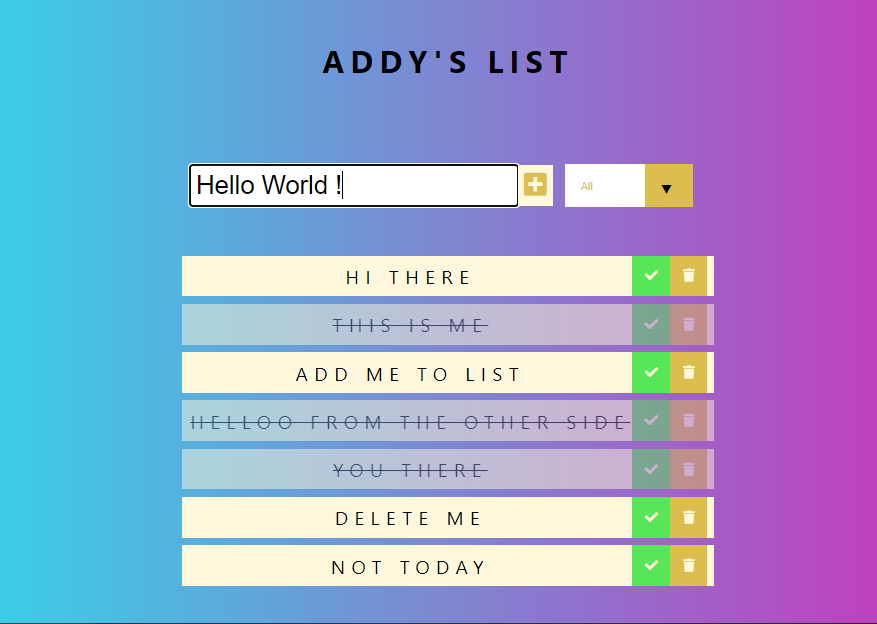 ADDY'S LIST
Hello World !
All
HI THERE
THIS IS ME
ADD ME TO LIST
HELLOO FROM THE OTHER SIDE
YOU THERE
DELETE ME
NOT TODAY